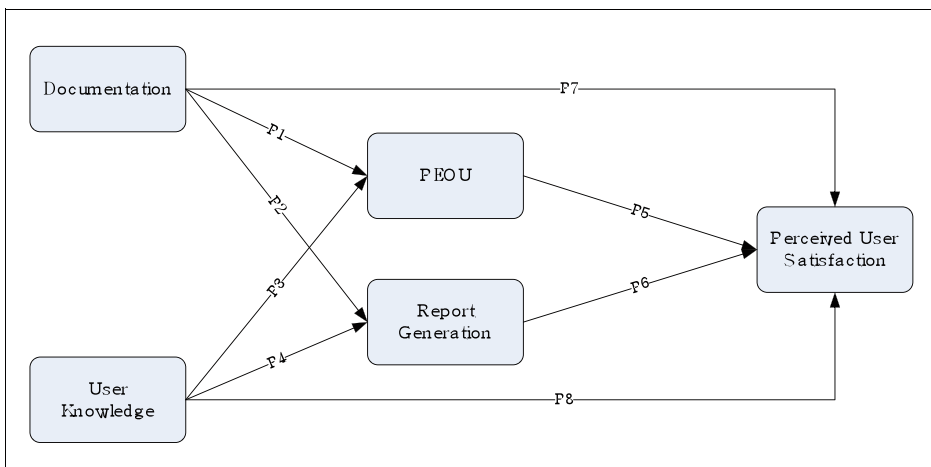 Documentation
P7
P1
PEOU
P2
P5
Perceived User
Satisfaction
P3
P6
Report
Generation
P4
User
Knowledge
P8